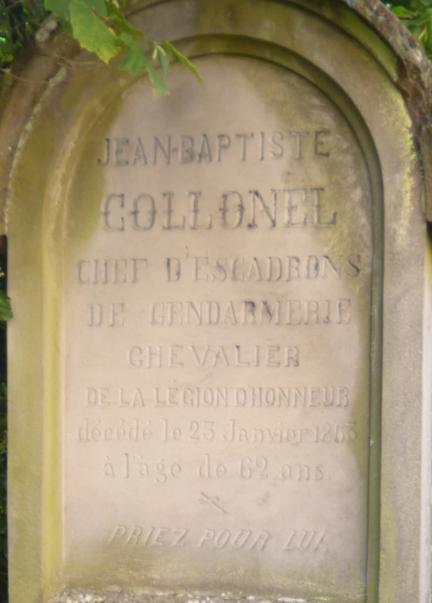 JEAN-BAPTISTE
COLLONEL
CHEF D'ESCADRONS
DE GENDARMERIE
CHEVALIER
DE LA LÉGION D'HONNEUR
décédé le 23 Janvier
à l'âge de 62 ans
PRIEZ POUR LUI.